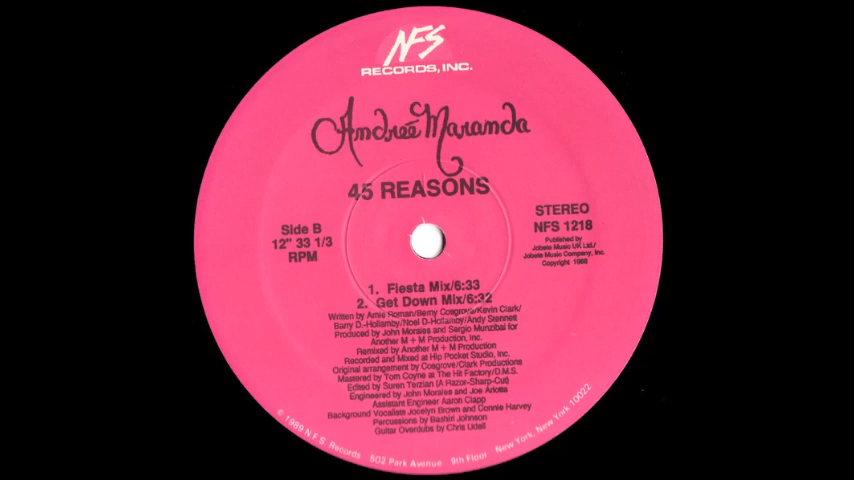 NFS
RECORDS, INC.
Andreé Maranda
45 REASONS
Side B
12" 33 1/3
RPM
STEREO
NFS 1218
Published by
Jobete Music UK Ltd./
Jobete Music Company, Inc.
Copyright 1988
1. Fiesta Mix/6:33
2. Get Down Mix/6:32
Written by Arnie Roman/Berny Cosgrove/Kevin Clark/
Barry D.-Hollamby/Noel D-Hollamby/Andy Stennett
Produced by John Morales and Sergio Munzibai for
Another M + M Production, Inc.
Remixed by Another M + M Production
Recorded and Mixed at Hip Pocket Studio, Inc.
Original arrangement by Cosgrove/Clark Productions
Mastered by Tom Coyne at The Hit Factory/D.M.S.
Edited by Suren Terzian (A Razor-Sharp-Cut)
Engineered by John Morales and Joe Arlotta
Assistant Engineer Aaron Clapp
Background Vocalists Jocelyn Brown and Connie Harvey
Percussions by Bashiri Johnson
Guitar Overdubs by Chris Udell
© 1989 N.F.S. Records 502 Park Avenue 9th Floor New York, New York 10022